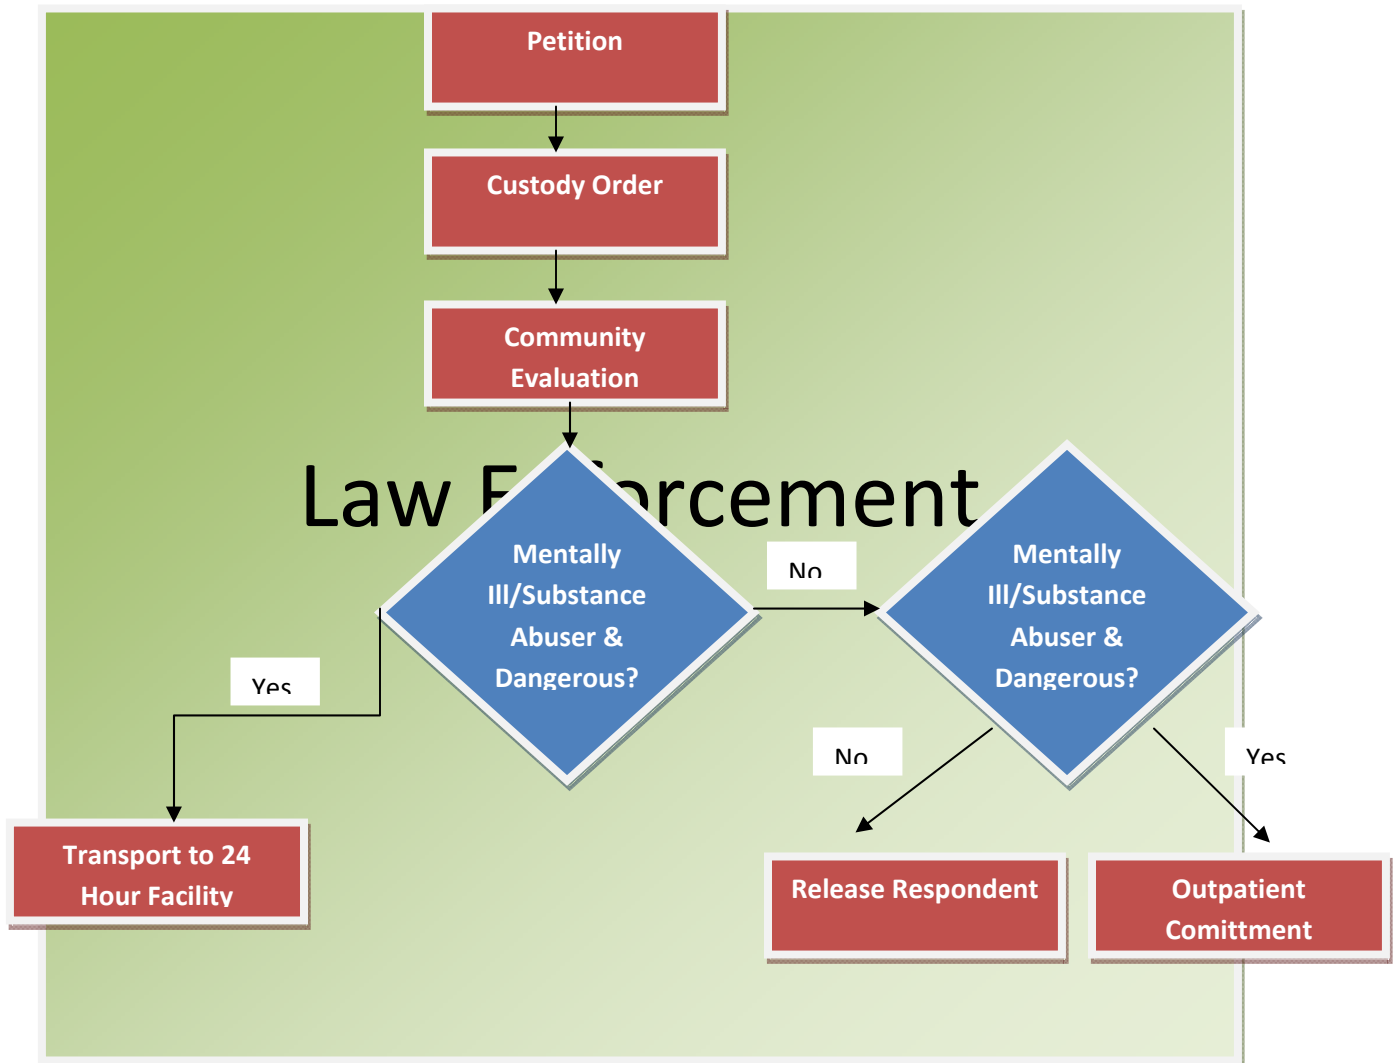 Petition
Custody Order
Community
Evaluation
Law Enforcement
Mentally
Ill/Substance
Abuser &
Dangerous?
No
Mentally
Ill/Substance
Abuser &
Dangerous?
Yes
No
Yes
Transport to 24
Hour Facility
Release Respondent
Outpatient
Comittment